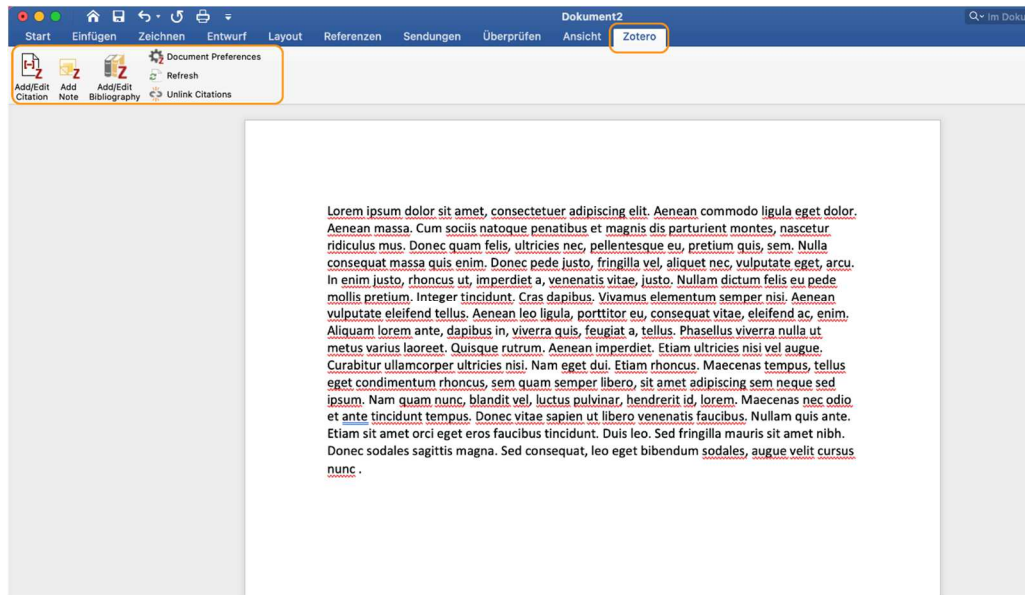 Dokument2
Im Doku
Start Einfügen Zeichnen Entwurf Layout Referenzen Sendungen Überprüfen Ansicht Zotero
Add/Edit Citation
Add Note
Add/Edit Bibliography
Document Preferences
Refresh
Unlink Citations
Lorem ipsum dolor sit amet, consectetuer adipiscing elit. Aenean commodo ligula eget dolor.
Aenean massa. Cum sociis natoque penatibus et magnis dis parturient montes, nascetur
ridiculus mus. Donec quam felis, ultricies nec, pellentesque eu, pretium quis, sem. Nulla
consequat massa quis enim. Donec pede justo, fringilla vel, aliquet nec, vulputate eget, arcu.
In enim justo, rhoncus ut, imperdiet a, venenatis vitae, justo. Nullam dictum felis eu pede
mollis pretium. Integer tincidunt. Cras dapibus. Vivamus elementum semper nisi. Aenean
vulputate eleifend tellus. Aenean leo ligula, porttitor eu, consequat vitae, eleifend ac, enim.
Aliquam lorem ante, dapibus in, viverra quis, feugiat a, tellus. Phasellus viverra nulla ut
metus varius laoreet. Quisque rutrum. Aenean imperdiet. Etiam ultricies nisi vel augue.
Curabitur ullamcorper ultricies nisi. Nam eget dui. Etiam rhoncus. Maecenas tempus, tellus
eget condimentum rhoncus, sem quam semper libero, sit amet adipiscing sem neque sed
ipsum. Nam quam nunc, blandit vel, luctus pulvinar, hendrerit id, lorem. Maecenas nec odio
et ante tincidunt tempus. Donec vitae sapien ut libero venenatis faucibus. Nullam quis ante.
Etiam sit amet orci eget eros faucibus tincidunt. Duis leo. Sed fringilla mauris sit amet nibh.
Donec sodales sagittis magna. Sed consequat, leo eget bibendum sodales, augue velit cursus
nunc .